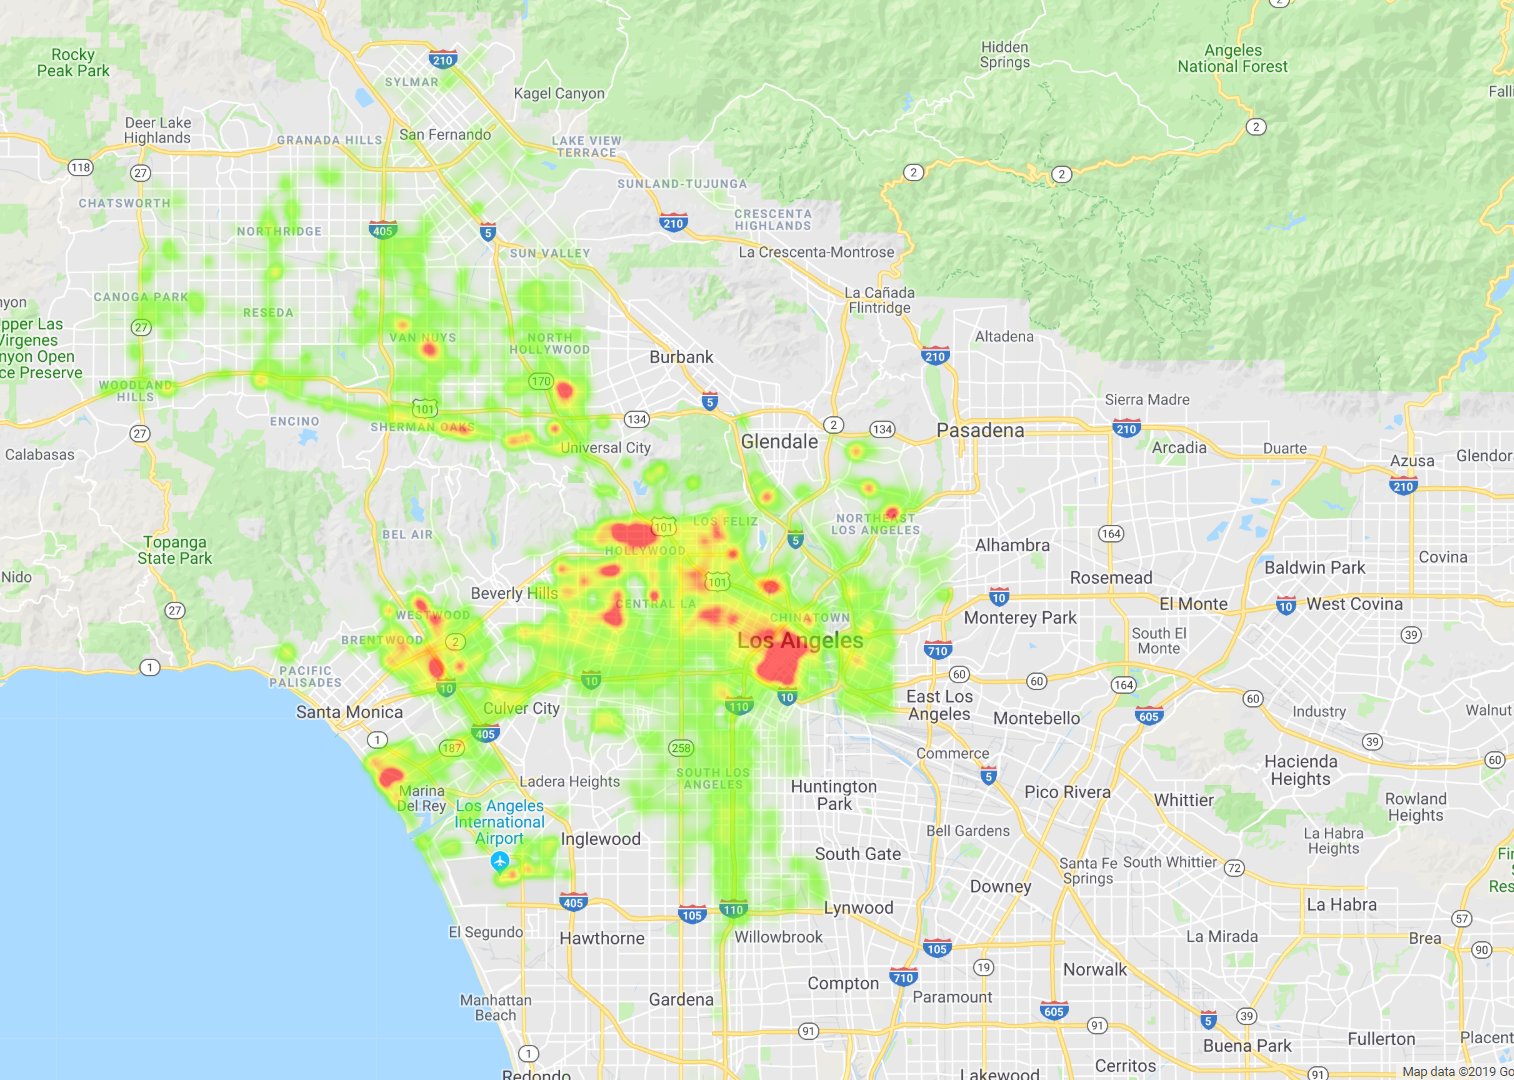 2
Rocky
Peak Park
210
Hidden
Springs
Angeles
National Forest
SYLMAR
Kagel Canyon
Deer Lake
Highlands
San Fernando
GRANADA HILLS
LAKE VIEW
TERRACE
2
118
27
2
2
SUNLAND-TUJUNGA
CHATSWORTH
CRESCENTA
HIGHLANDS
NORTHRIDGE
405
5
210
SUN VALLEY
La Crescenta-Montrose
CANOGA PARK
La Cañada
Flintridge
RESEDA
27
Upper Las
Virgenes
Canyon Open
VAN NUYS
NORTH
HOLLYWOOD
Altadena
Burbank
210
WOODLAND
HILLS
170
5
Sierra Madre
101
ENCINO
134
2
134
Pasadena
210
27
SHERMAN OAKS
Universal City
Glendale
Arcadia
Duarte
Calabasas
Azusa
Glendor
210
101
LOS FELIZ
NORTHEAST
LOS ANGELES
BEL AIR
5
164
Topanga
State Park
HOLLYWOOD
Alhambra
Covina
Baldwin Park
101
Rosemead
Beverly Hills
CENTRAL LA
10
El Monte
10
West Covina
27
WESTWOOD
CHINATOWN
Monterey Park
BRENTWOOD
2
Los Angeles
South El
Monte
39
710
1
PACIFIC
PALISADES
10
10
60
60
164
Santa Monica
Culver City
110
10
East Los
Angeles
60
405
Montebello
605
Industry
Walnut
1
187
258
39
Commerce
60
SOUTH LOS
ANGELES
5
Hacienda
Heights
Marina
Del Rey
Ladera Heights
Huntington
Park
Pico Rivera
Whittier
Rowland
Heights
Los Angeles
International
Airport
Inglewood
Bell Gardens
La Habra
Heights
South Gate
Santa Fe
Springs
South Whittier
72
Downey
405
105
110
Lynwood
La Habra
57
El Segundo
Hawthorne
Willowbrook
105
La Mirada
Brea
90
710
19
Norwalk
Manhattan
Beach
Gardena
Compton
Paramount
605
5
39
91
91
Buena Park
Fullerton
Placent
1
Cerritos
Redondo
Lakewood
91
Map data ©2019 Go